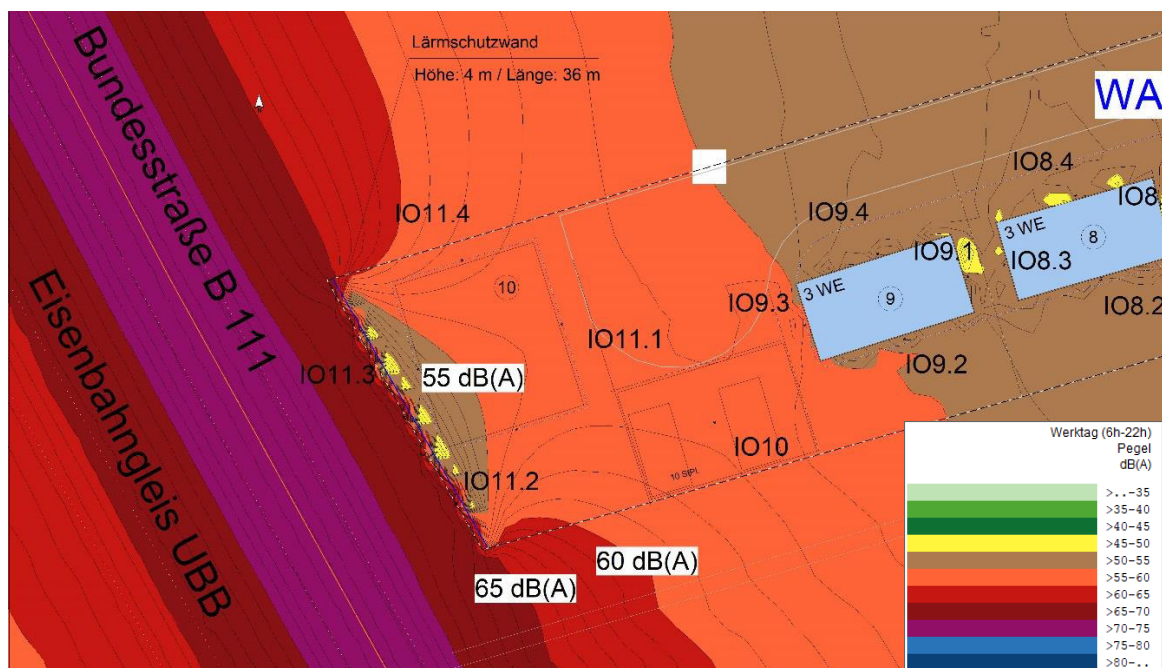 Lärmschutzwand
Höhe: 4 m / Länge: 36 m
Bundesstraße B 111
Eisenbahngleis UBB
WA
IO8.4
IO8.
IO9.4
3 WE
8
IO9.1
IO8.3
IO11.4
10
3 WE
9
IO9.3
IO8.2
IO11.1
IO11.3
55 dB(A)
IO9.2
IO10
10 StPl.
IO11.2
60 dB(A)
65 dB(A)
Werktag (6h-22h)
Pegel
dB(A)
>..-35
>35-40
>40-45
>45-50
>50-55
>55-60
>60-65
>65-70
>70-75
>75-80
>80-..